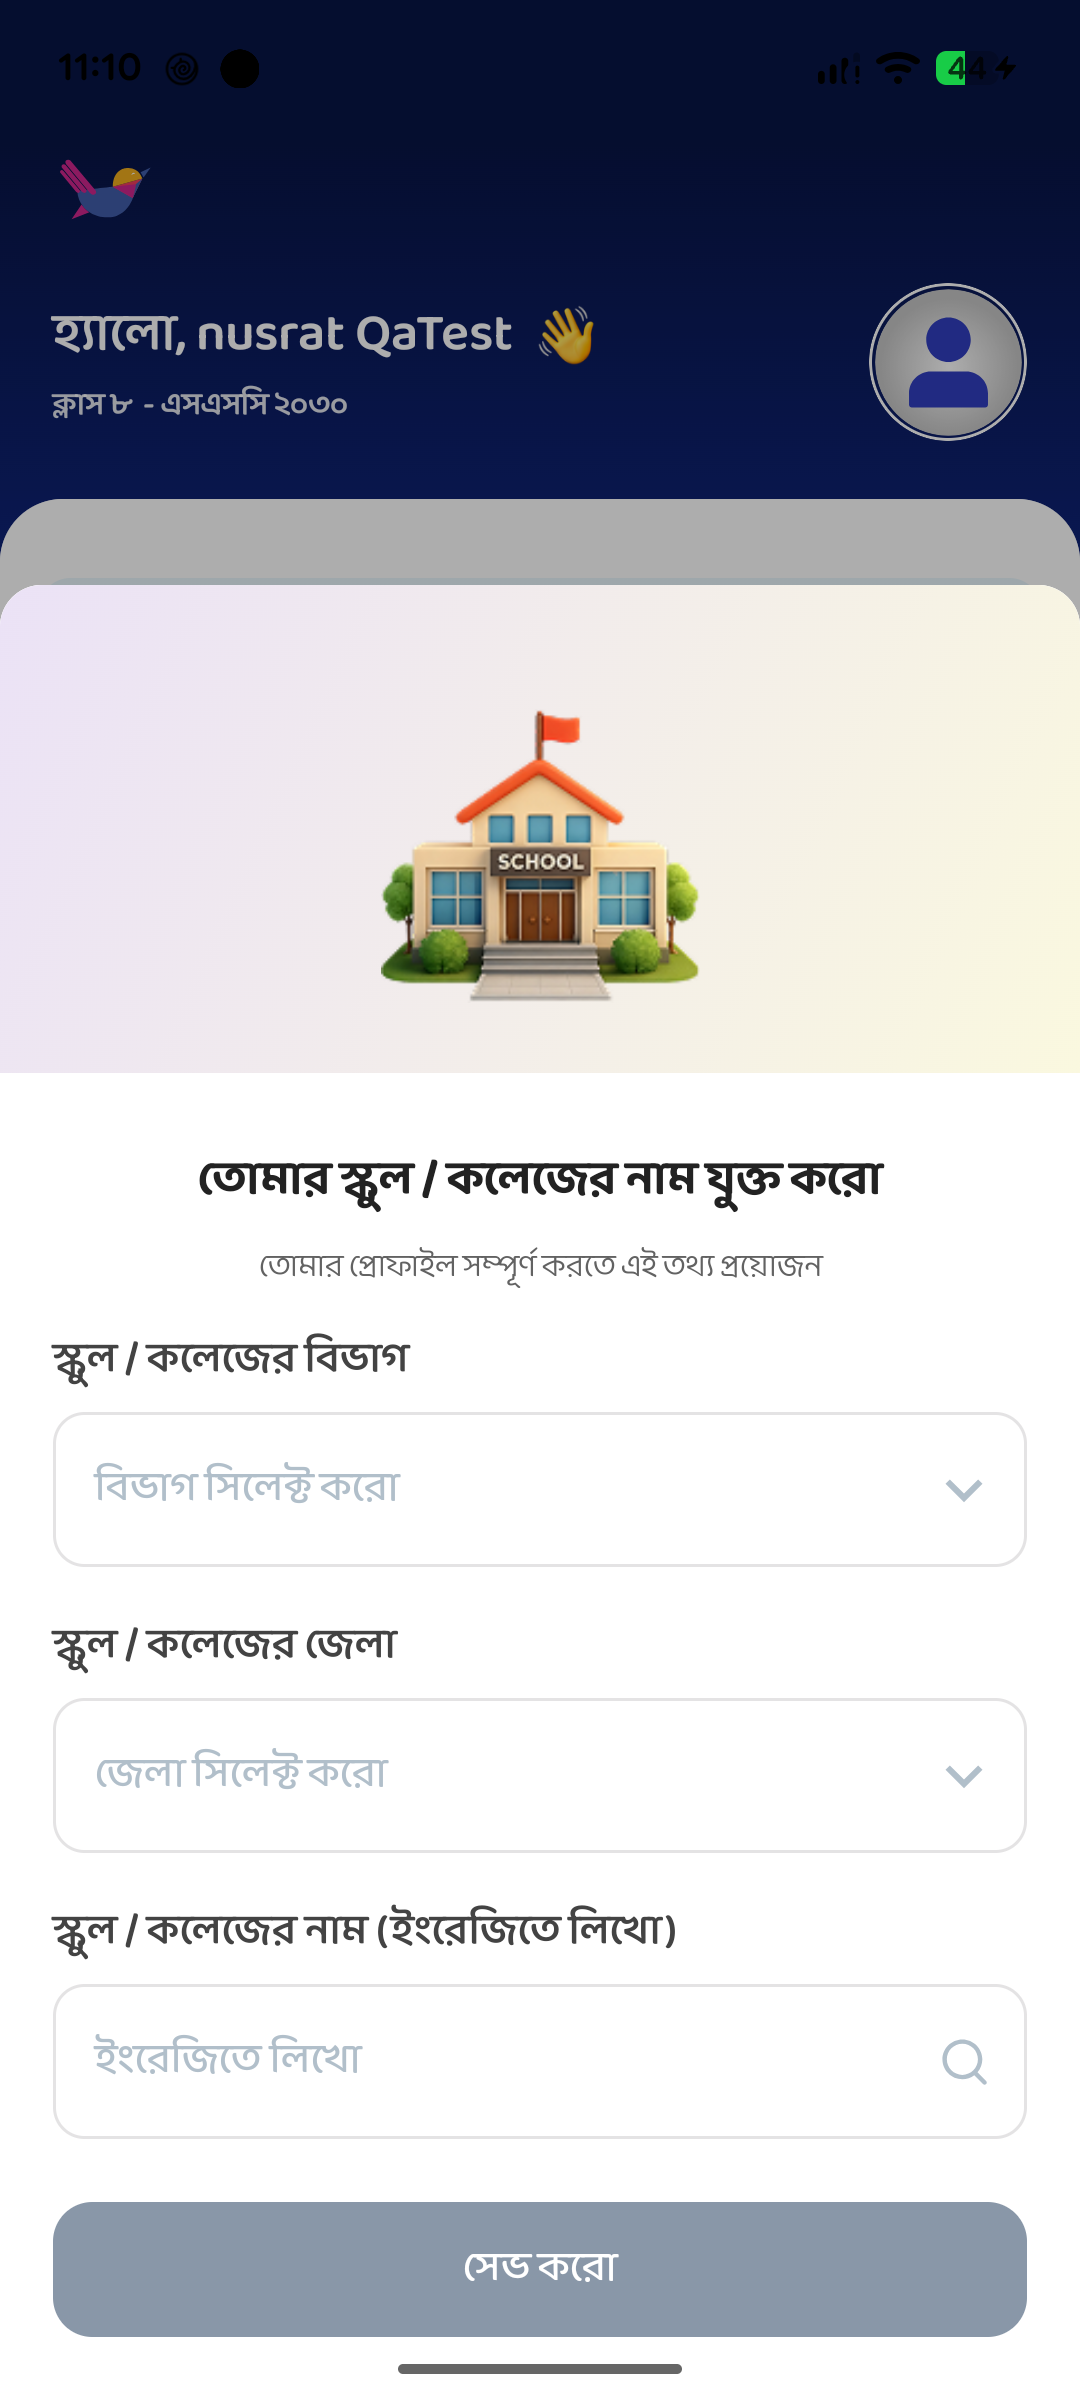 11:10
44
হ্যালো, nusrat QaTest 👋
ক্লাস ৮ - এসএসসি ২০৩০
SCHOOL
তোমার স্কুল / কলেজের নাম যুক্ত করো
তোমার প্রোফাইল সম্পূর্ণ করতে এই তথ্য প্রয়োজন
স্কুল / কলেজের বিভাগ
বিভাগ সিলেক্ট করো
স্কুল / কলেজের জেলা
জেলা সিলেক্ট করো
স্কুল / কলেজের নাম (ইংরেজিতে লিখো)
ইংরেজিতে লিখো
সেভ করো